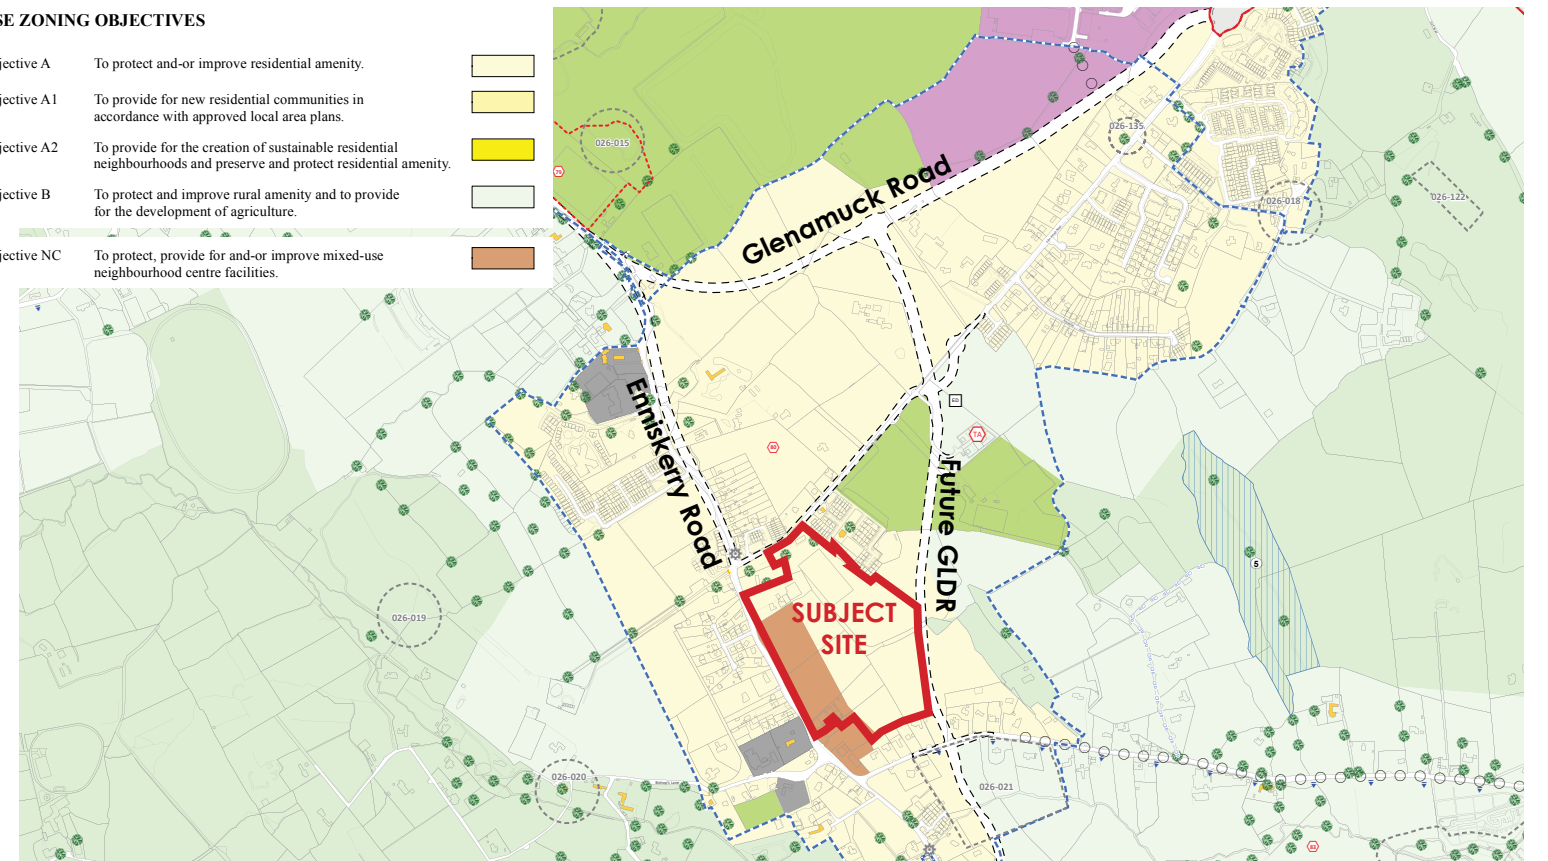 SE ZONING OBJECTIVES
jective A To protect and-or improve residential amenity.
jective A1 To provide for new residential communities in
accordance with approved local area plans.
jective A2 To provide for the creation of sustainable residential
neighbourhoods and preserve and protect residential amenity.
jective B To protect and improve rural amenity and to provide
for the development of agriculture.
jective NC To protect, provide for and-or improve mixed-use
neighbourhood centre facilities.
026-015
026-135
026-122
026-018
Glenamuck Road
Enniskerry Road
ED
TA
80
Future GLDR
5
026-019
SUBJECT
SITE
026-020
026-021